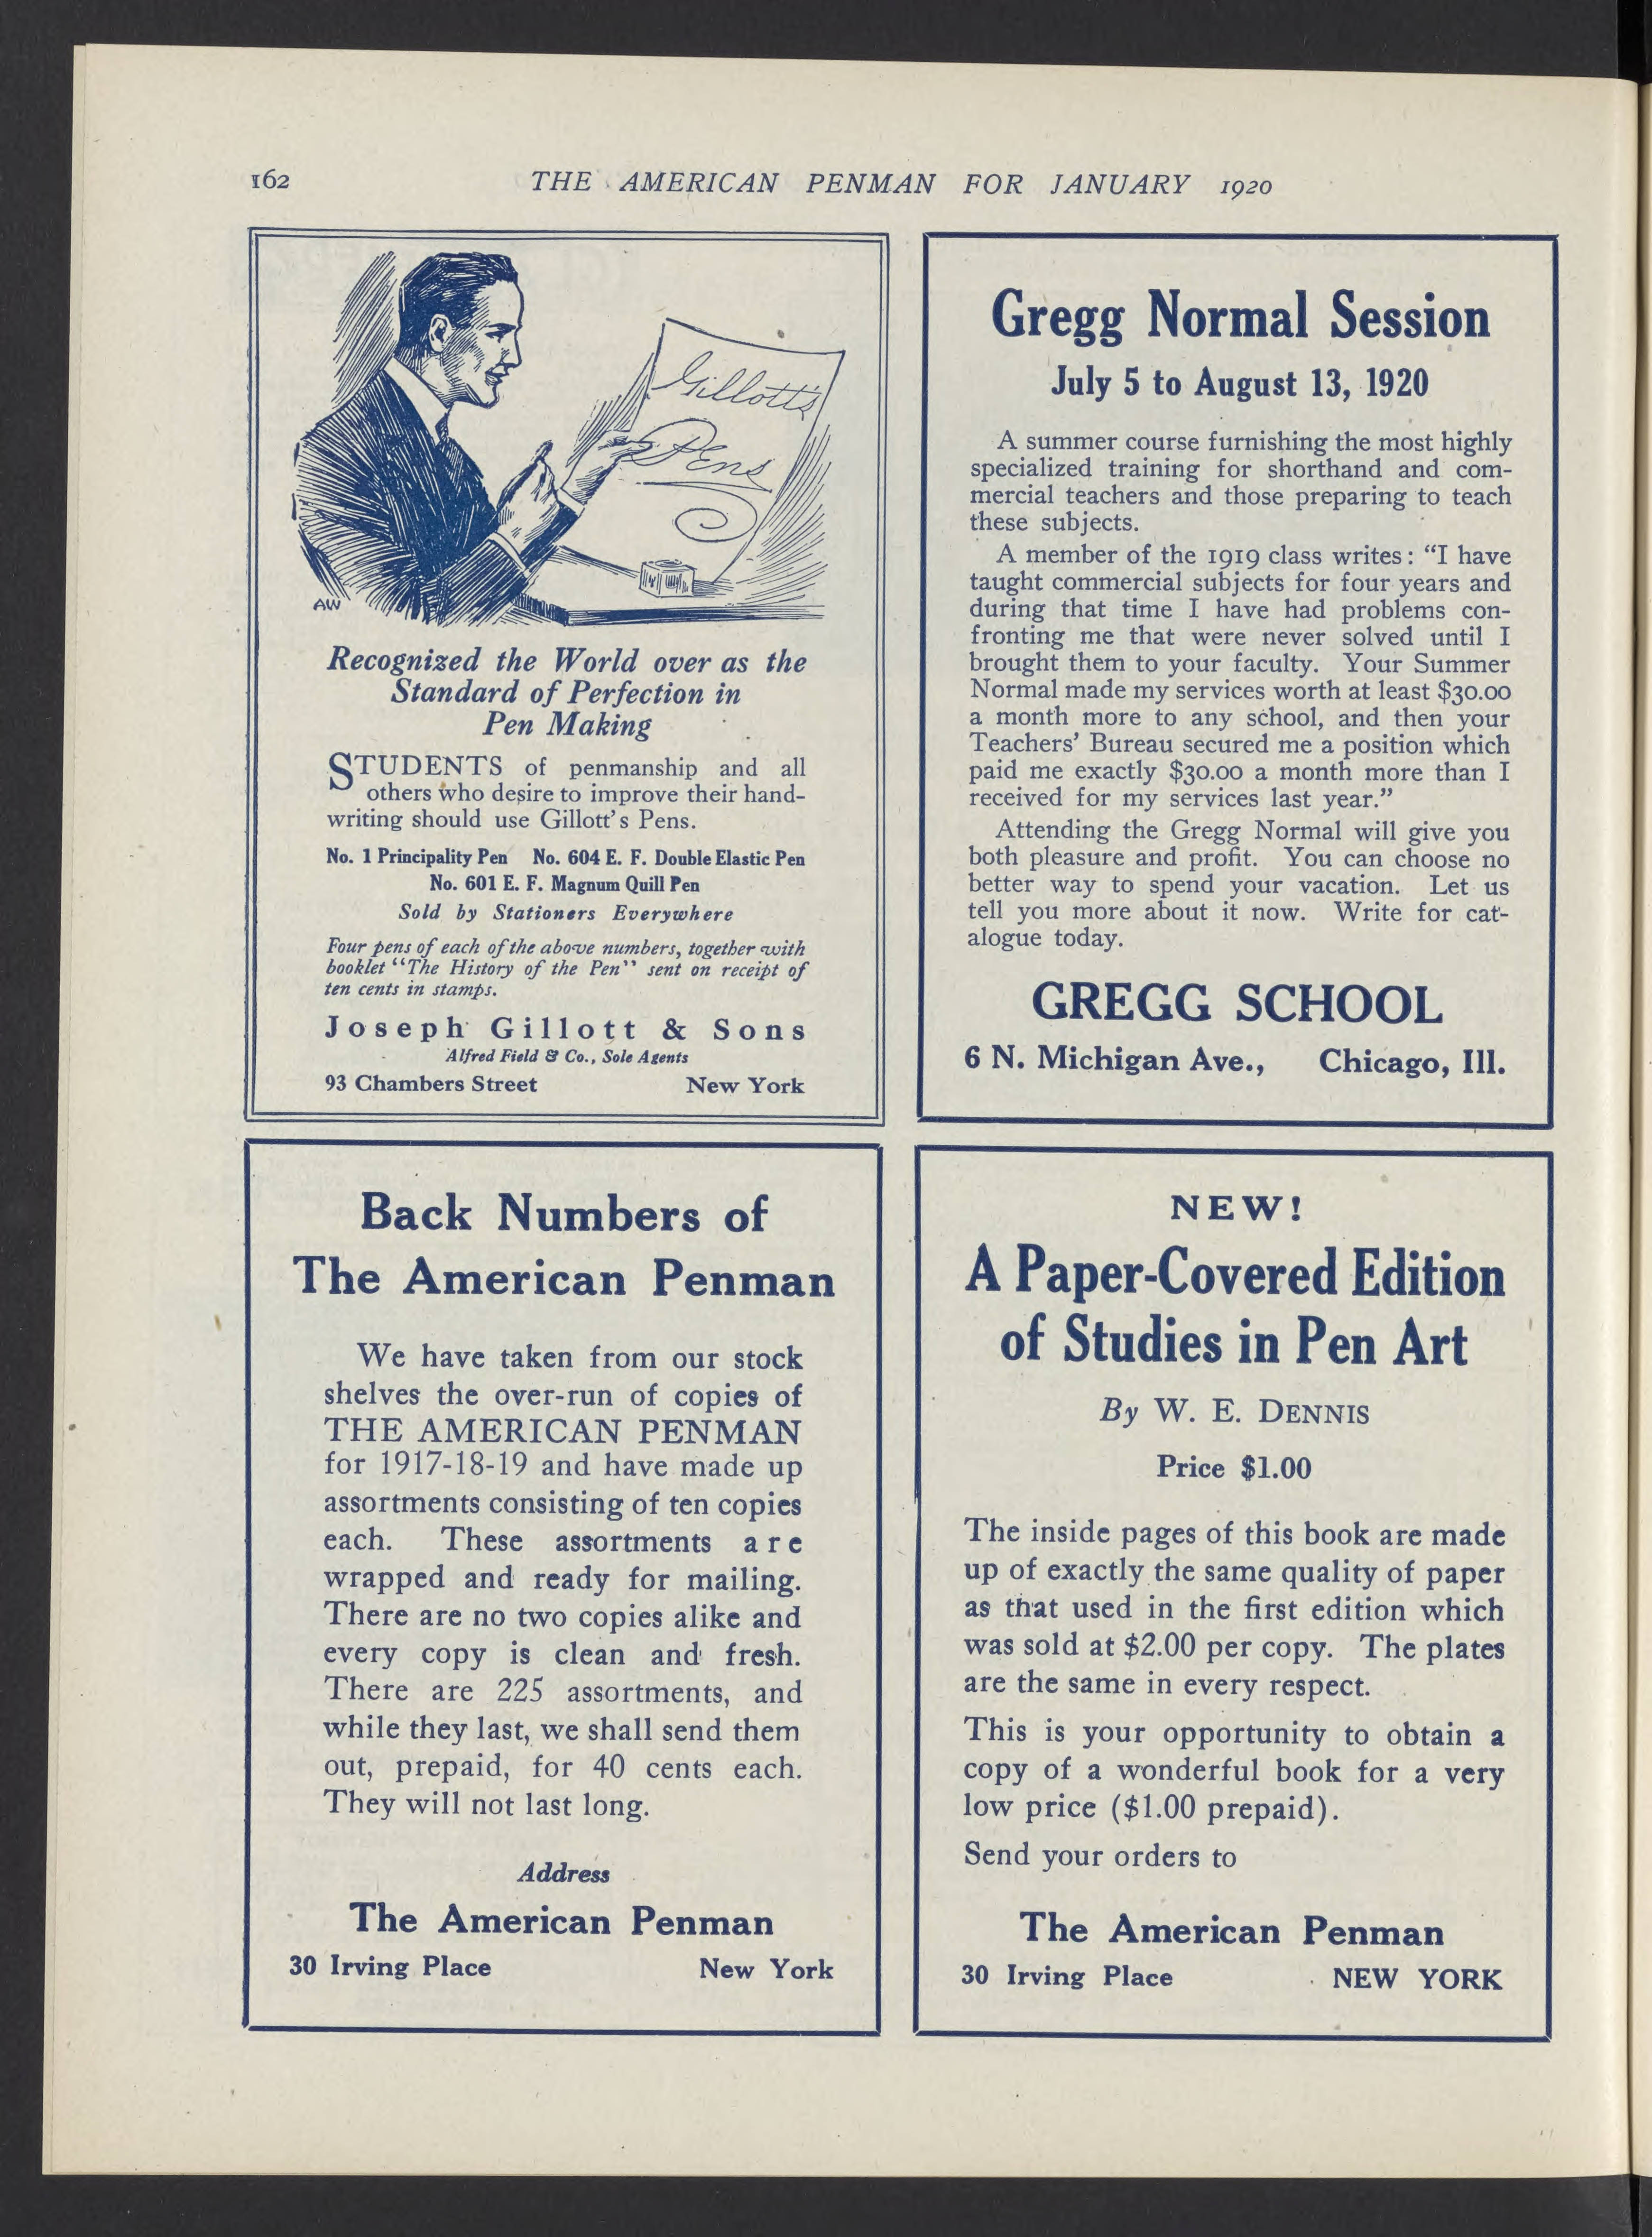 162 THE AMERICAN PENMAN FOR JANUARY 1920
Gillott's
Pens
AW
Recognized the World over as the
Standard of Perfection in
Pen Making
STUDENTS of penmanship and all
others who desire to improve their hand-
writing should use Gillott's Pens.
No. 1 Principality Pen No. 604 E. F. Double Elastic Pen
No. 601 E. F. Magnum Quill Pen
Sold by Stationers Everywhere
Four pens of each of the above numbers, together with
booklet "The History of the Pen" sent on receipt of
ten cents in stamps.
Joseph Gillott & Sons
Alfred Field & Co., Sole Agents
93 Chambers Street New York
Gregg Normal Session
July 5 to August 13, 1920
A summer course furnishing the most highly
specialized training for shorthand and com-
mercial teachers and those preparing to teach
these subjects.
A member of the 1919 class writes: "I have
taught commercial subjects for four years and
during that time I have had problems con-
fronting me that were never solved until I
brought them to your faculty. Your Summer
Normal made my services worth at least $30.00
a month more to any school, and then your
Teachers' Bureau secured me a position which
paid me exactly $30.00 a month more than I
received for my services last year."
Attending the Gregg Normal will give you
both pleasure and profit. You can choose no
better way to spend your vacation. Let us
tell you more about it now. Write for cat-
alogue today.
GREGG SCHOOL
6 N. Michigan Ave., Chicago, Ill.
Back Numbers of
The American Penman
We have taken from our stock
shelves the over-run of copies of
THE AMERICAN PENMAN
for 1917-18-19 and have made up
assortments consisting of ten copies
each. These assortments are
wrapped and ready for mailing.
There are no two copies alike and
every copy is clean and fresh.
There are 225 assortments, and
while they last, we shall send them
out, prepaid, for 40 cents each.
They will not last long.
Address
The American Penman
30 Irving Place New York
NEW!
A Paper-Covered Edition
of Studies in Pen Art
By W. E. DENNIS
Price $1.00
The inside pages of this book are made
up of exactly the same quality of paper
as that used in the first edition which
was sold at $2.00 per copy. The plates
are the same in every respect.
This is your opportunity to obtain a
copy of a wonderful book for a very
low price ($1.00 prepaid).
Send your orders to
The American Penman
30 Irving Place NEW YORK